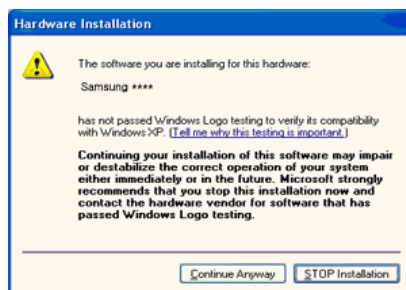 Hardware Installation
The software you are installing for this hardware:
Samsung ****
has not passed Windows Logo testing to verify its compatibility
with Windows XP. (Tell me why this testing is important.)
Continuing your installation of this software may impair
or destabilize the correct operation of your system
either immediately or in the future. Microsoft strongly
recommends that you stop this installation now and
contact the hardware vendor for software that has
passed Windows Logo testing.
Continue Anyway STOP Installation